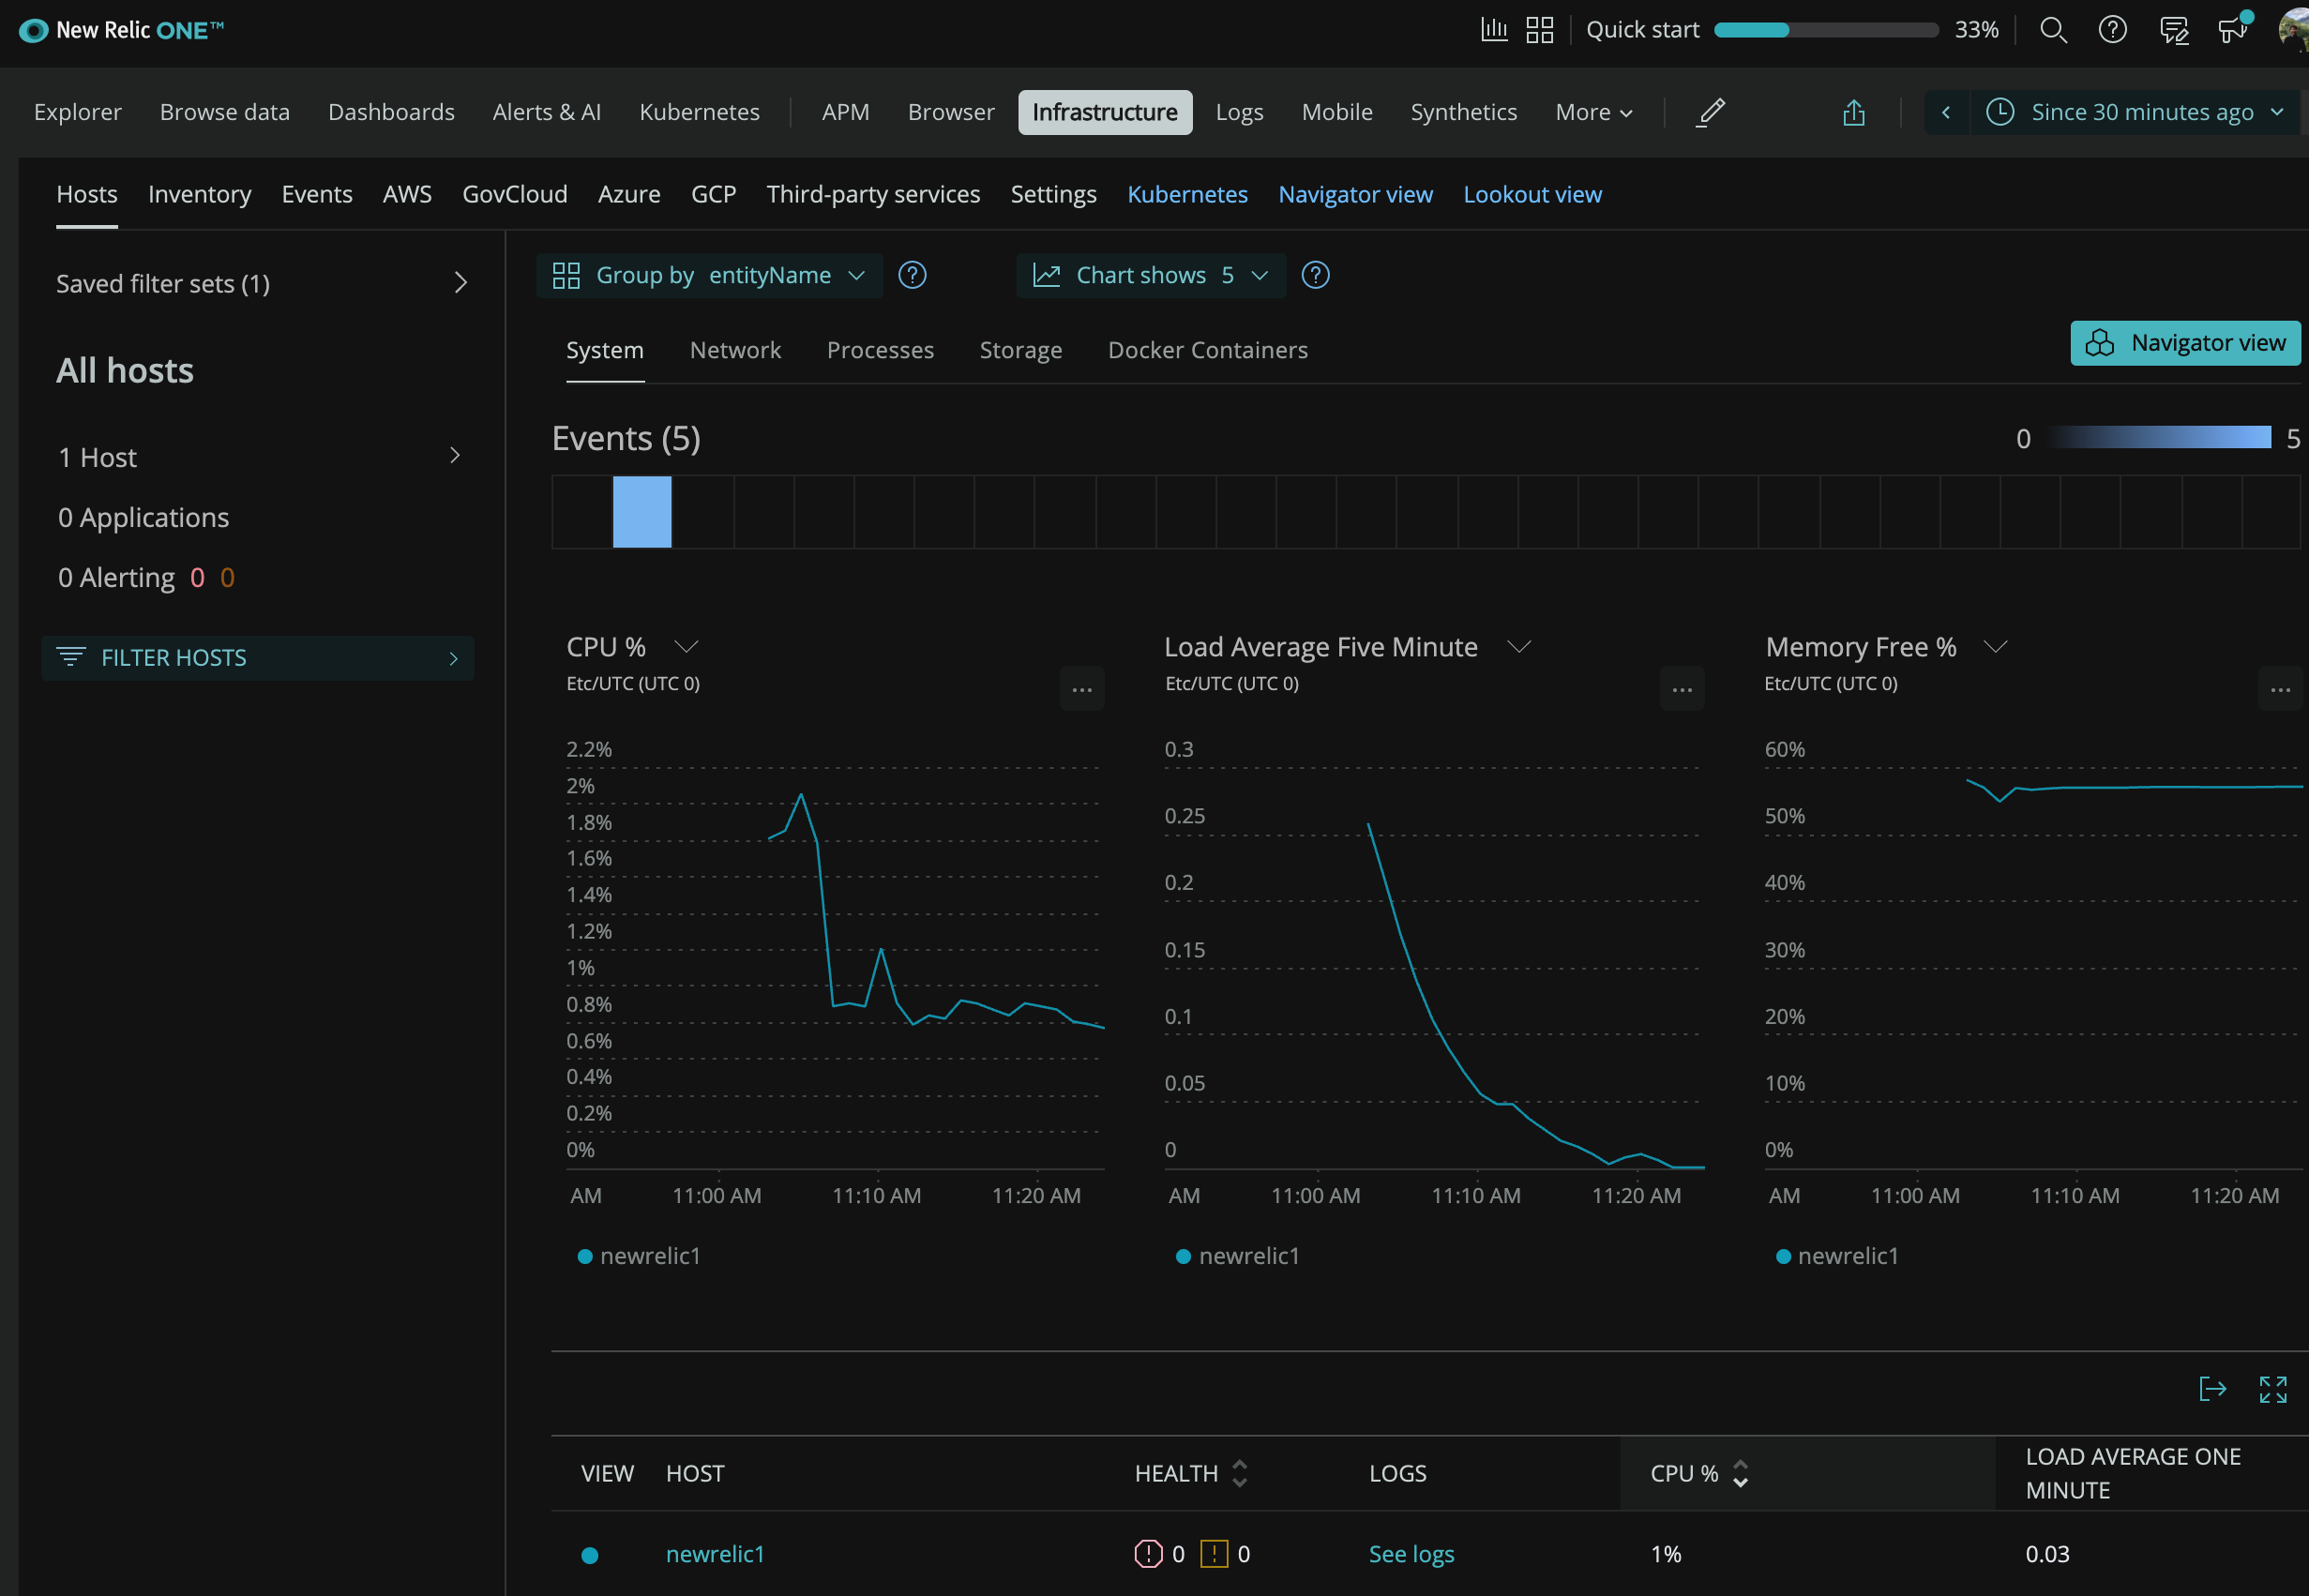 New Relic ONE™
Quick start 33%
Explorer Browse data Dashboards Alerts & AI Kubernetes APM Browser Infrastructure Logs Mobile Synthetics More Since 30 minutes ago
Hosts Inventory Events AWS GovCloud Azure GCP Third-party services Settings Kubernetes Navigator view Lookout view
Saved filter sets (1)
All hosts
1 Host
0 Applications
0 Alerting 0 0
FILTER HOSTS
Group by entityName
Chart shows 5
System Network Processes Storage Docker Containers
Navigator view
Events (5)
0 5
CPU %
Etc/UTC (UTC 0)
...
2.2%
2%
1.8%
1.6%
1.4%
1.2%
1%
0.8%
0.6%
0.4%
0.2%
0%
AM 11:00 AM 11:10 AM 11:20 AM
newrelic1
Load Average Five Minute
Etc/UTC (UTC 0)
...
0.3
0.25
0.2
0.15
0.1
0.05
0
AM 11:00 AM 11:10 AM 11:20 AM
newrelic1
Memory Free %
Etc/UTC (UTC 0)
...
60%
50%
40%
30%
20%
10%
0%
AM 11:00 AM 11:10 AM 11:20 AM
newrelic1
VIEW HOST HEALTH LOGS CPU % LOAD AVERAGE ONE
MINUTE
newrelic1 0 0 See logs 1% 0.03